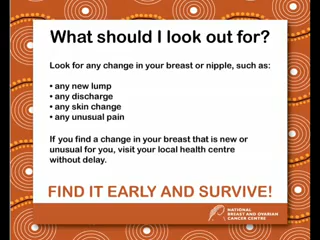 What should I look out for?
Look for any change in your breast or nipple, such as:
• any new lump
• any discharge
• any skin change
• any unusual pain
If you find a change in your breast that is new or
unusual for you, visit your local health centre
without delay.
FIND IT EARLY AND SURVIVE!
NATIONAL
BREAST AND OVARIAN
CANCER CENTRE